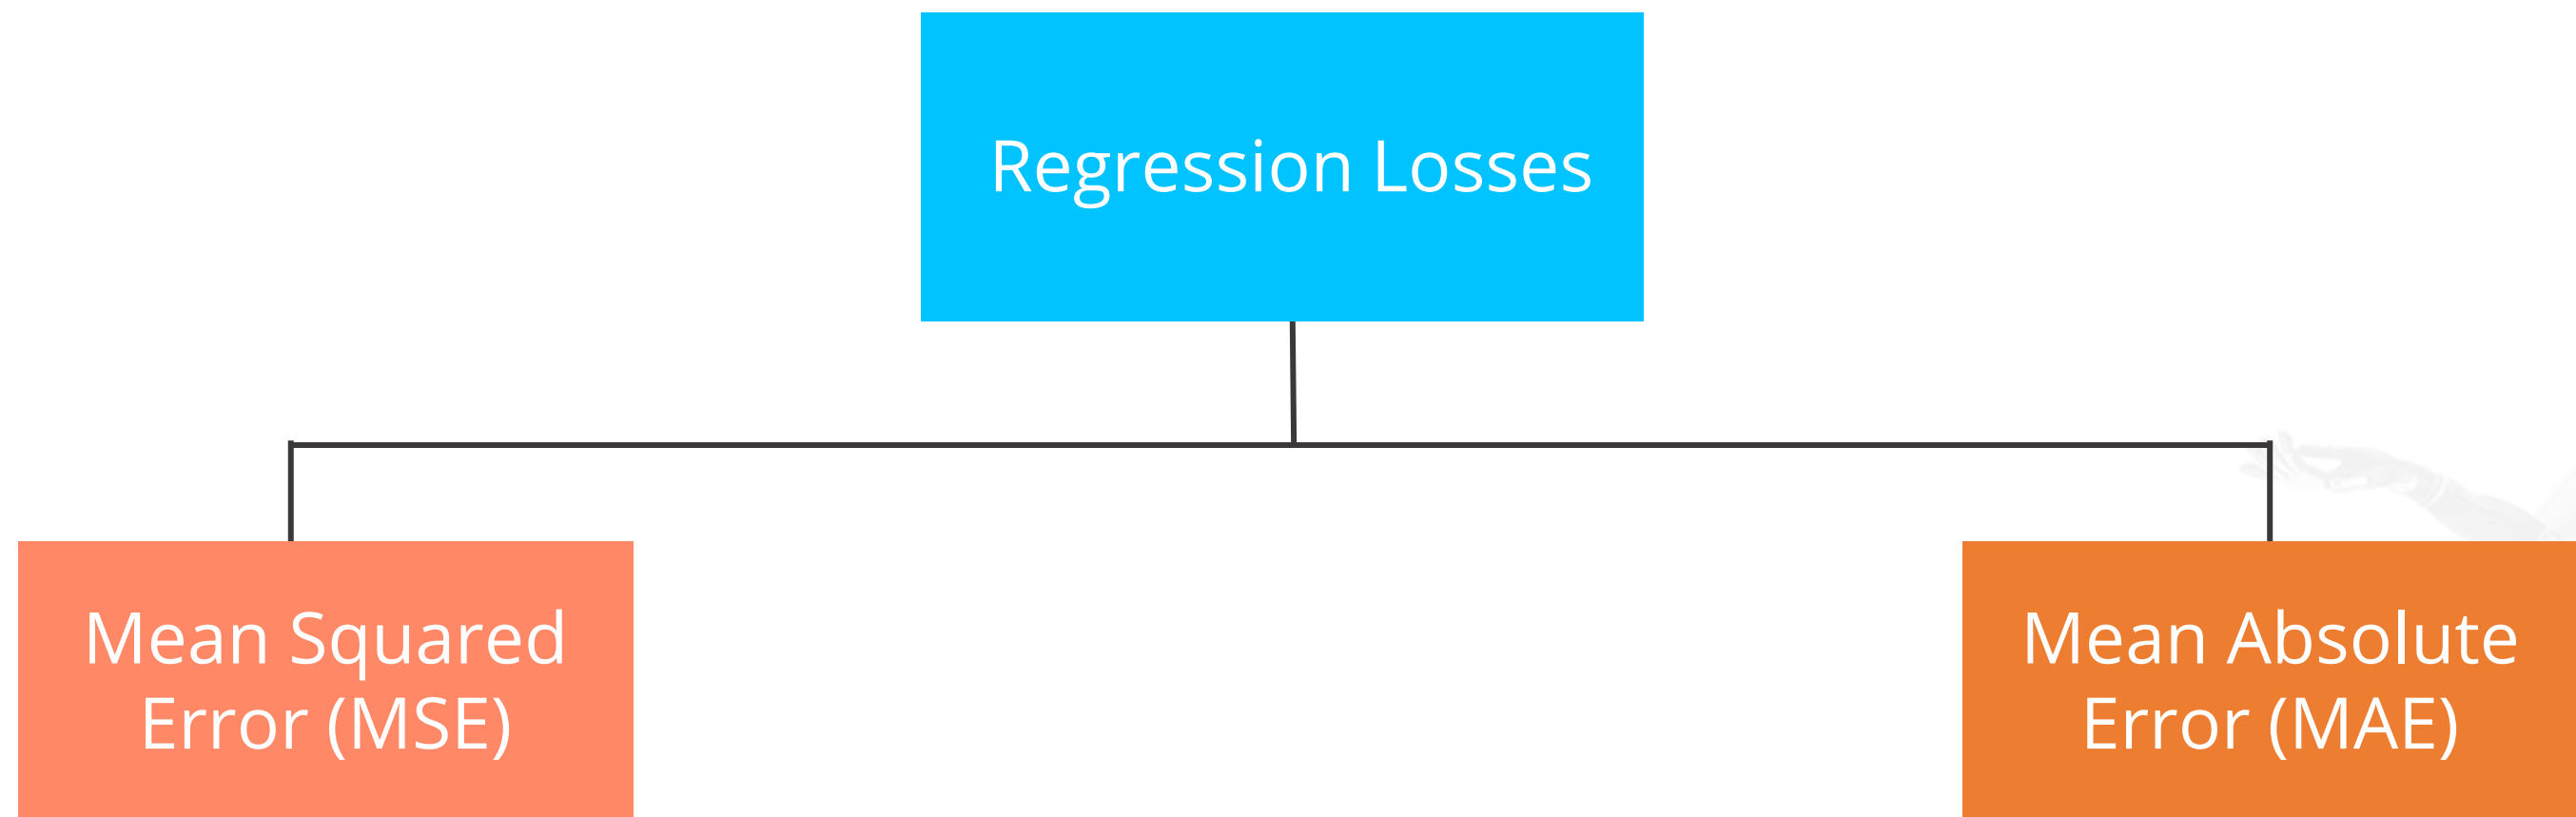 Regression Losses
Mean Squared
Error (MSE)
Mean Absolute
Error (MAE)